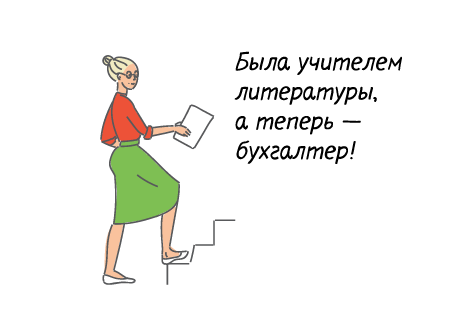 Была учителем
литературы,
а теперь —
бухгалтер!